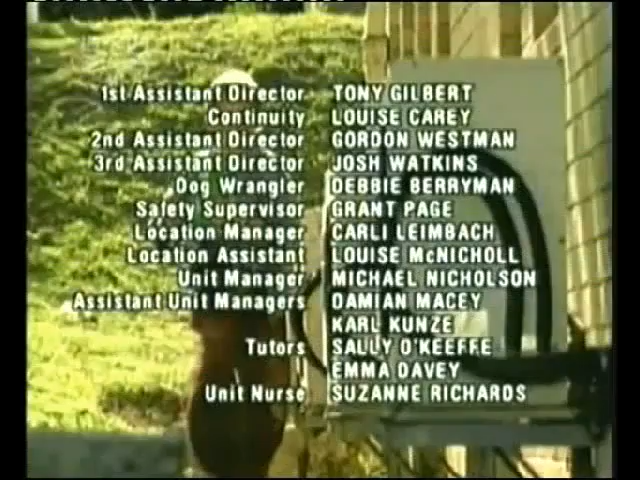 1st Assistant Director TONY GILBERT
Continuity LOUISE CAREY
2nd Assistant Director GORDON WESTMAN
3rd Assistant Director JOSH WATKINS
Dog Wrangler DEBBIE BERRYMAN
Safety Supervisor GRANT PAGE
Location Manager CARLI LEIMBACH
Location Assistant LOUISE McNICHOLL
Unit Manager MICHAEL NICHOLSON
Assistant Unit Managers DAMIAN MACEY
KARL KUNZE
Tutors SALLY O'KEEFFE
EMMA DAVEY
Unit Nurse SUZANNE RICHARDS